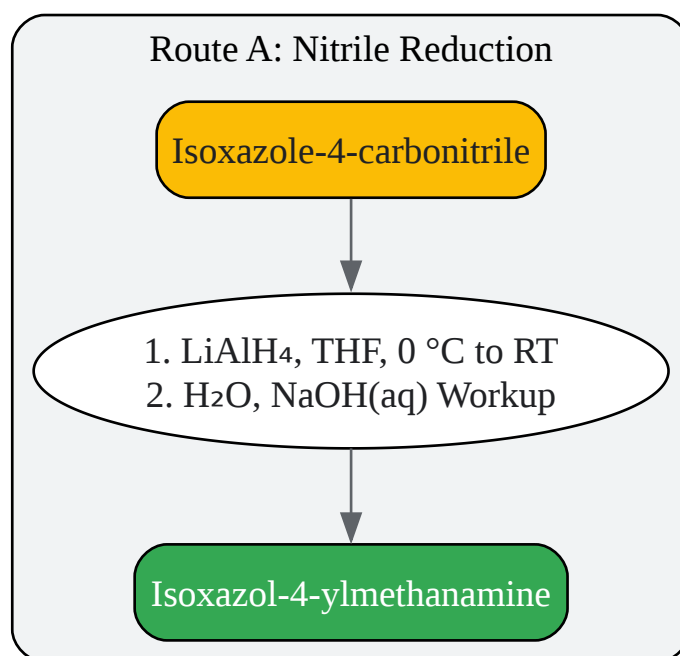 Route A: Nitrile Reduction
Isoxazole-4-carbonitrile
1. LiAlH₄, THF, 0 °C to RT
2. H₂O, NaOH(aq) Workup
Isoxazol-4-ylmethanamine